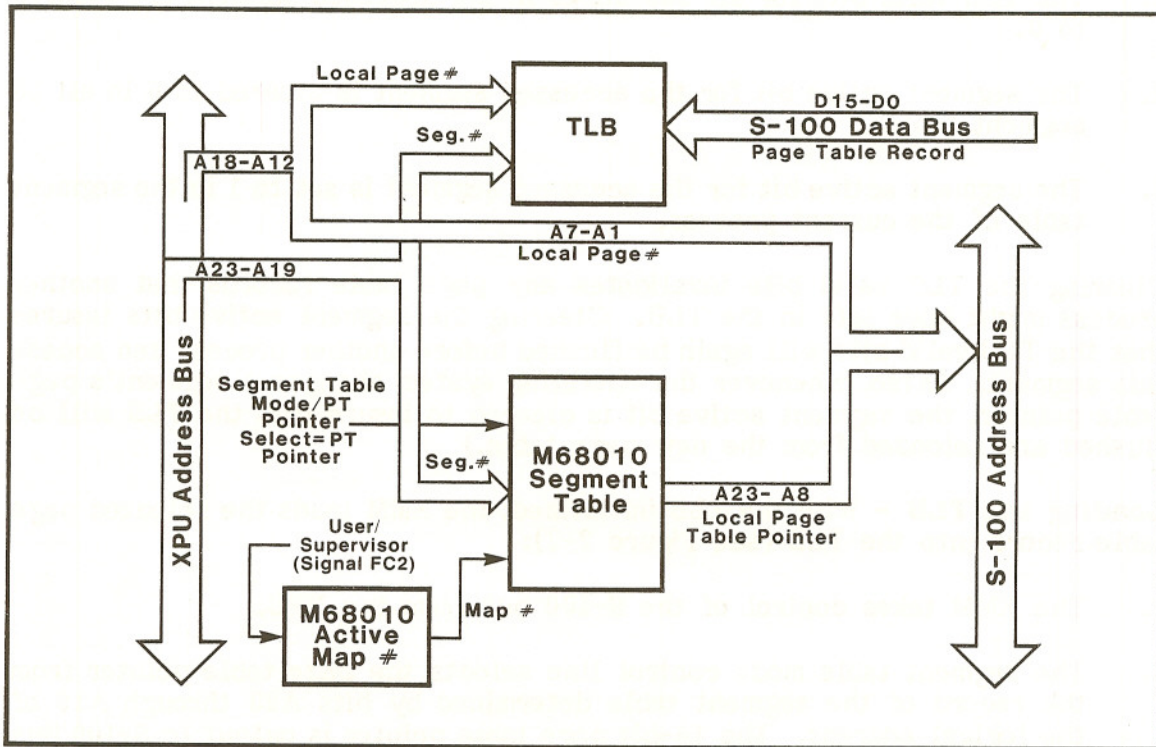 Local Page #
TLB
D15-D0
S-100 Data Bus
Page Table Record
Seg.#
A18-A12
A7-A1
Local Page #
A23-A19
XPU Address Bus
S-100 Address Bus
Segment Table
Mode/PT
Pointer
Select=PT
Pointer
Seg.#
M68010
Segment
Table
A23- A8
Local Page
Table Pointer
User/
Supervisor
(Signal FC2)
M68010
Active
Map #
Map #